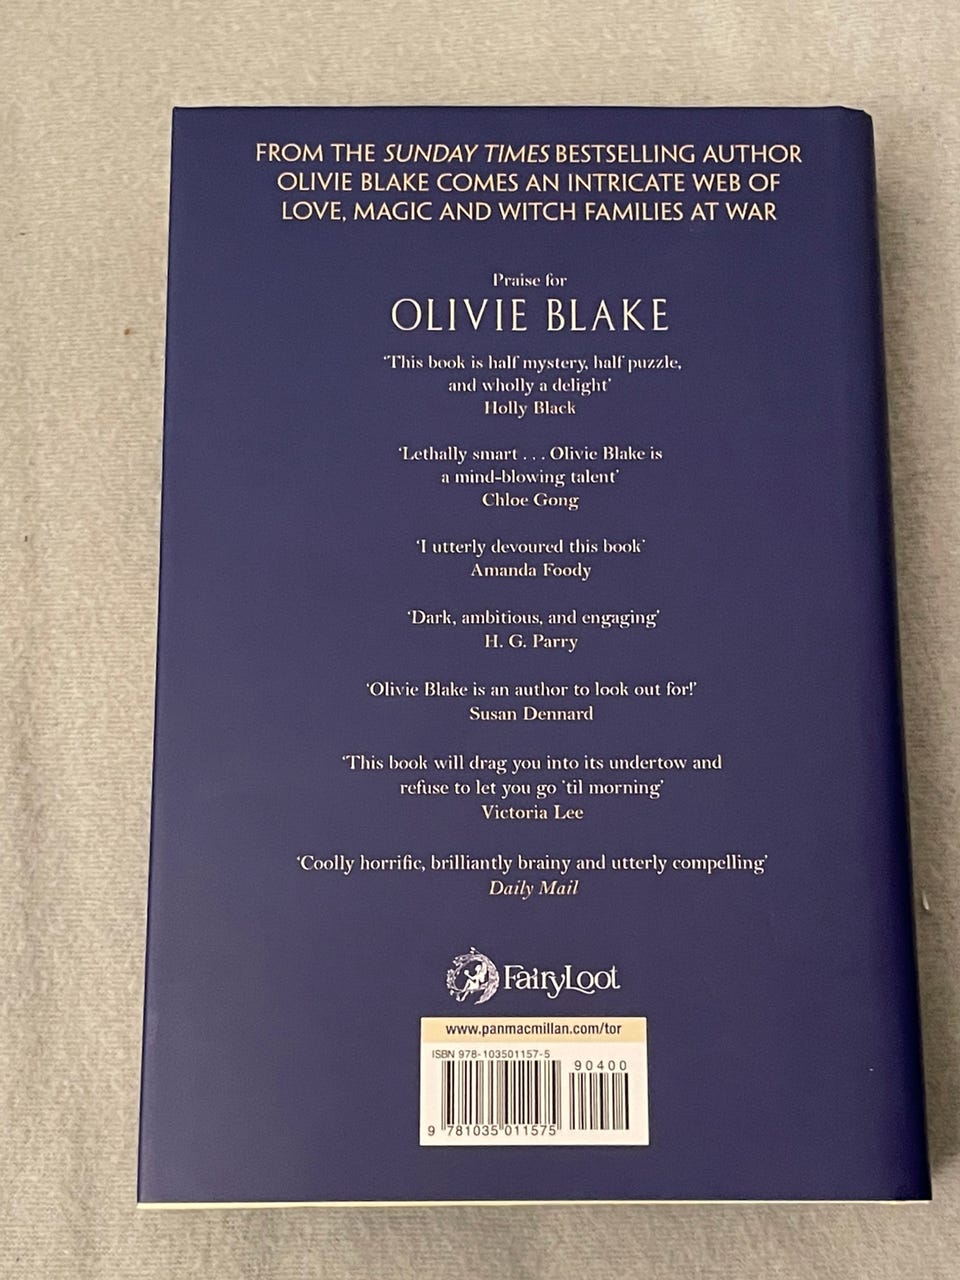 FROM THE SUNDAY TIMES BESTSELLING AUTHOR
OLIVIE BLAKE COMES AN INTRICATE WEB OF
LOVE, MAGIC AND WITCH FAMILIES AT WAR
Praise for
OLIVIE BLAKE
‘This book is half mystery, half puzzle,
and wholly a delight’
Holly Black
‘Lethally smart . . . Olivie Blake is
a mind-blowing talent’
Chloe Gong
‘I utterly devoured this book’
Amanda Foody
‘Dark, ambitious, and engaging’
H. G. Parry
‘Olivie Blake is an author to look out for!’
Susan Dennard
‘This book will drag you into its undertow and
refuse to let you go ’til morning’
Victoria Lee
‘Coolly horrific, brilliantly brainy and utterly compelling’
Daily Mail
FairyLoot
www.panmacmillan.com/tor
ISBN 978-103501157-5
90400
9 781035 011575